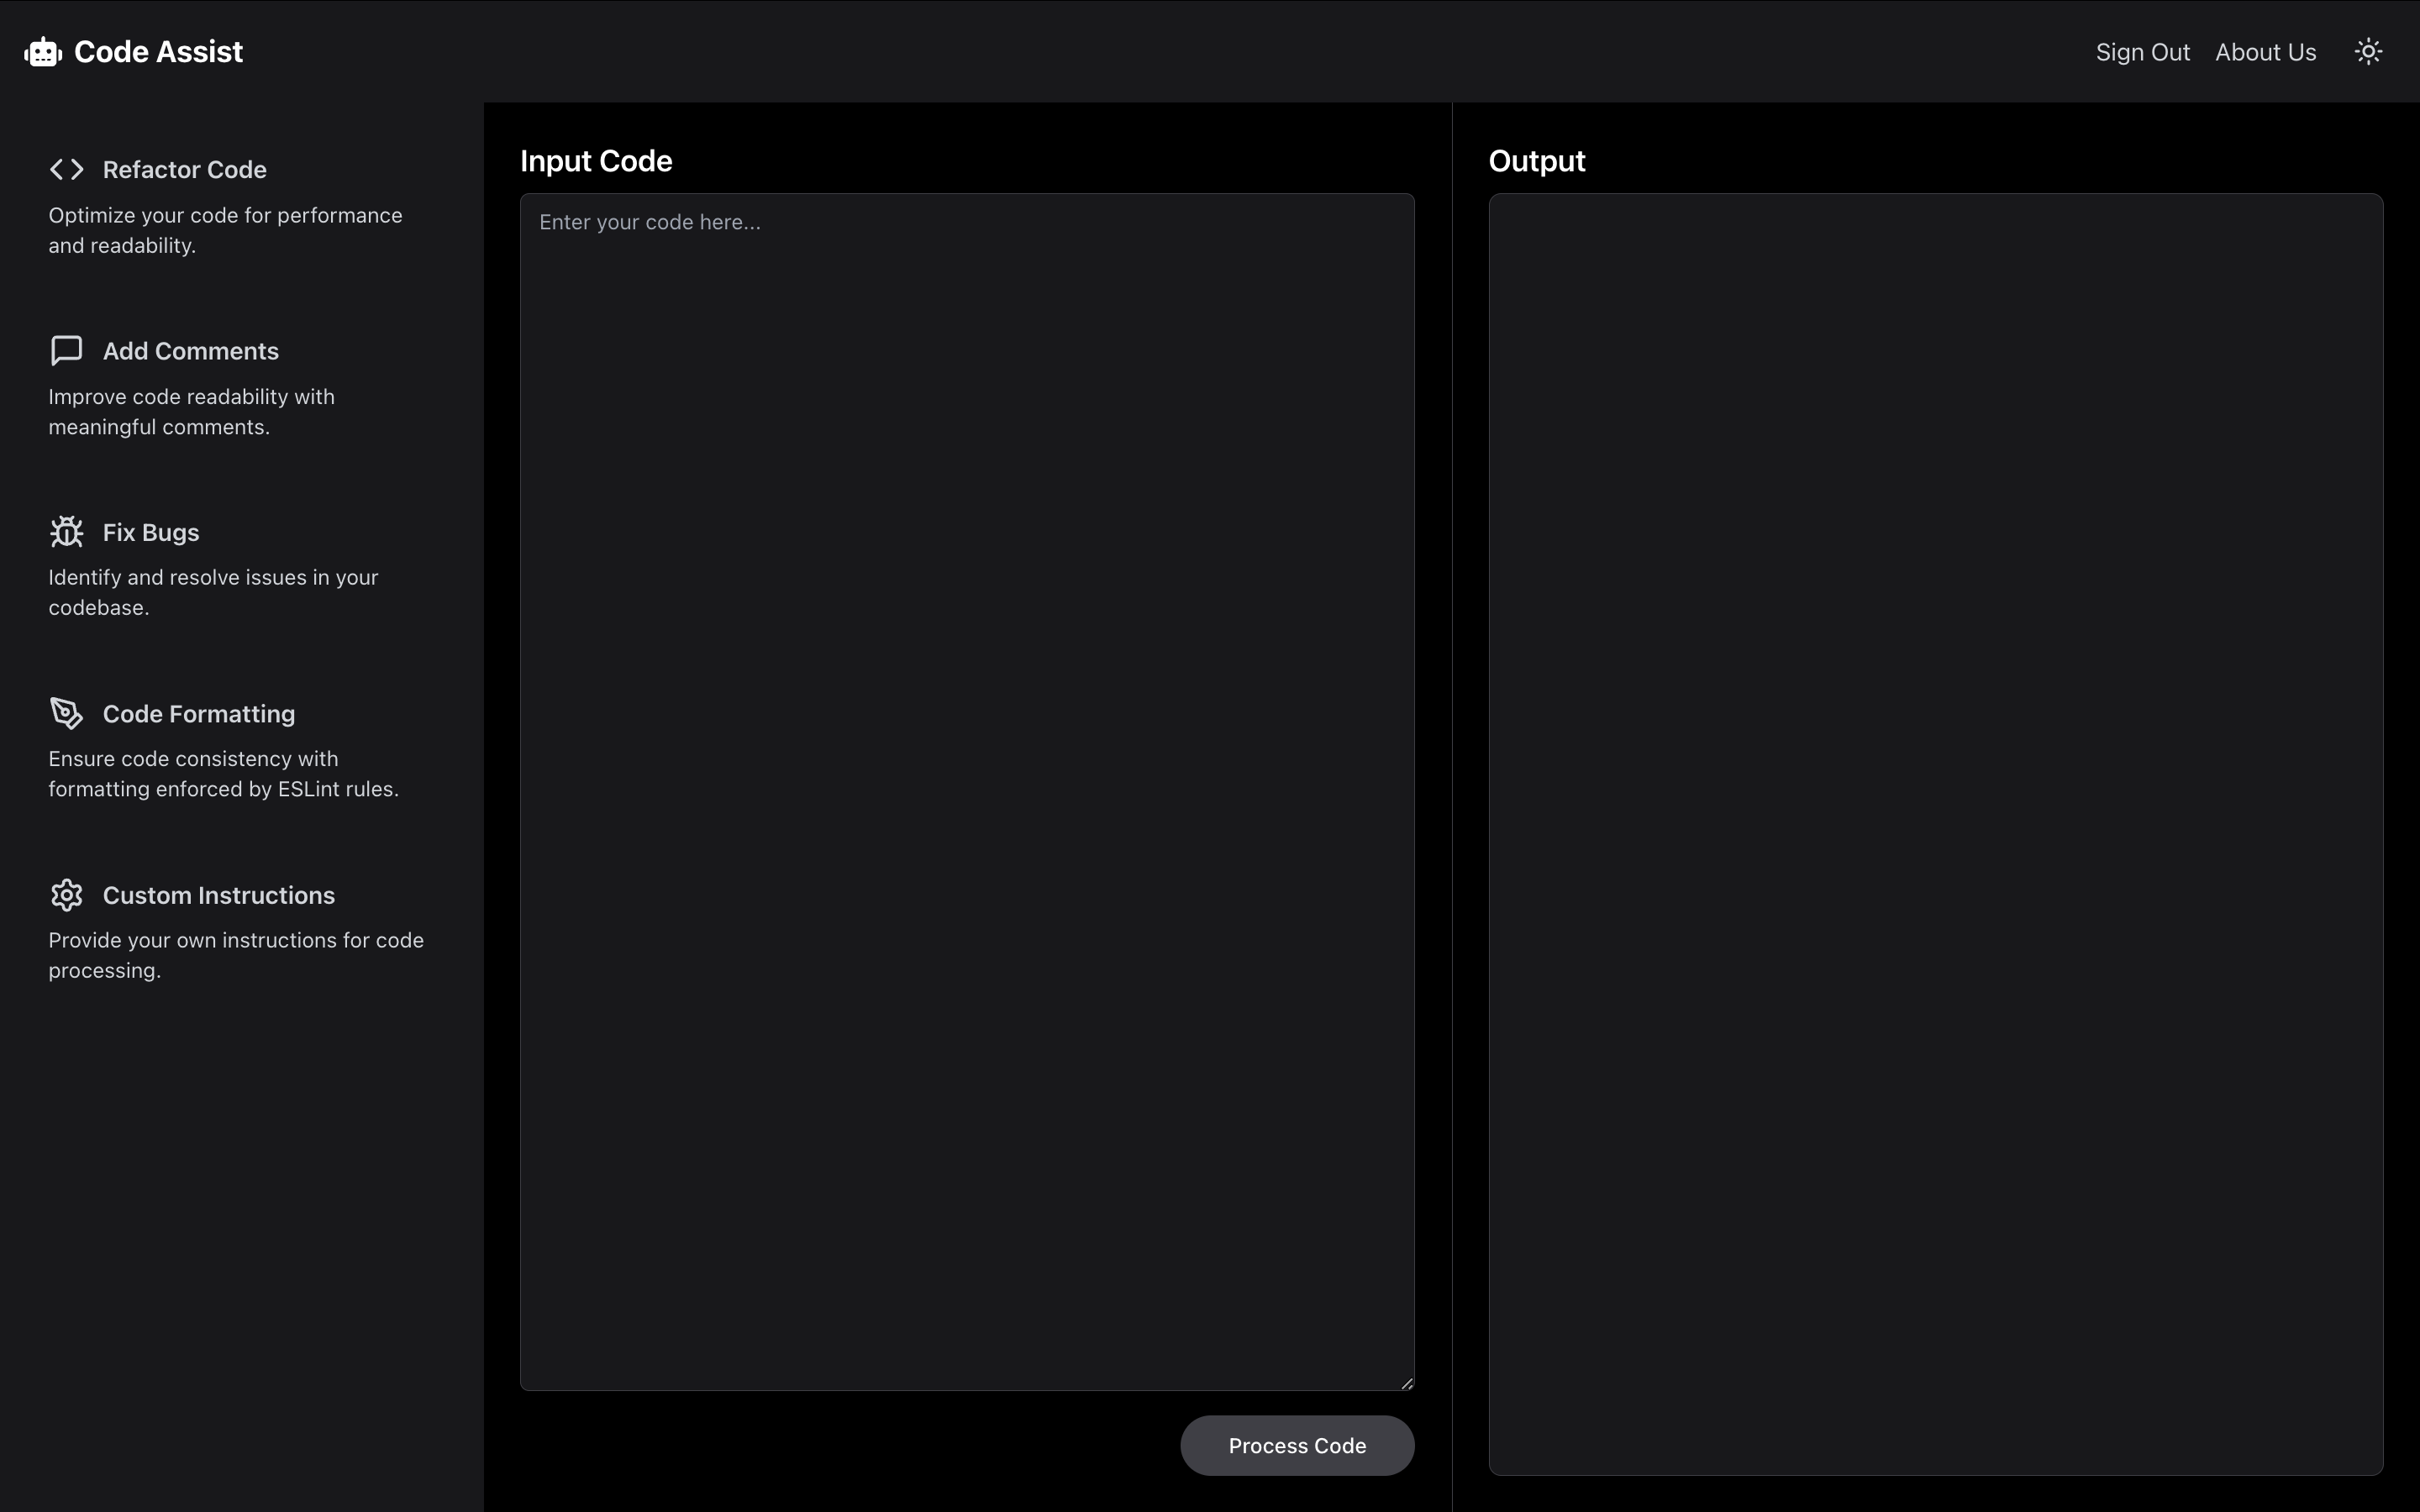 Code Assist
Sign Out
About Us
Refactor Code
Optimize your code for performance
and readability.
Add Comments
Improve code readability with
meaningful comments.
Fix Bugs
Identify and resolve issues in your
codebase.
Code Formatting
Ensure code consistency with
formatting enforced by ESLint rules.
Custom Instructions
Provide your own instructions for code
processing.
Input Code
Enter your code here...
Process Code
Output